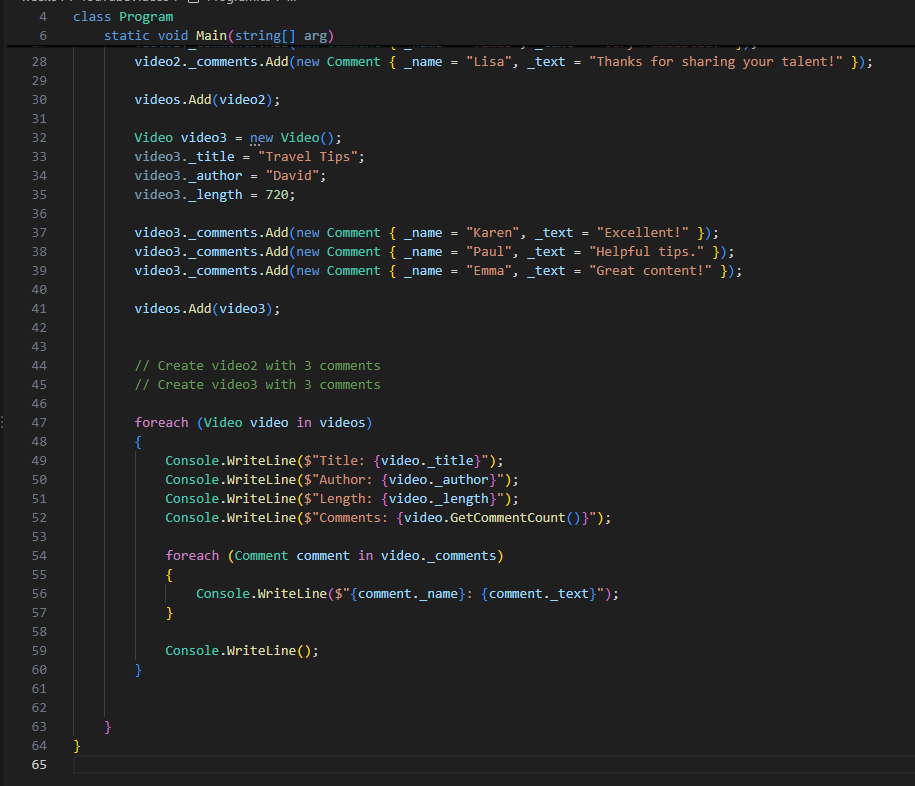 4 class Program
6 static void Main(string[] arg)
28 video2._comments.Add(new Comment { _name = "Lisa", _text = "Thanks for sharing your talent!" });
29
30 videos.Add(video2);
31
32 Video video3 = new Video();
33 video3._title = "Travel Tips";
34 video3._author = "David";
35 video3._length = 720;
36
37 video3._comments.Add(new Comment { _name = "Karen", _text = "Excellent!" });
38 video3._comments.Add(new Comment { _name = "Paul", _text = "Helpful tips." });
39 video3._comments.Add(new Comment { _name = "Emma", _text = "Great content!" });
40
41 videos.Add(video3);
42
43
44 // Create video2 with 3 comments
45 // Create video3 with 3 comments
46
47 foreach (Video video in videos)
48 {
49 Console.WriteLine($"Title: {video._title}");
50 Console.WriteLine($"Author: {video._author}");
51 Console.WriteLine($"Length: {video._length}");
52 Console.WriteLine($"Comments: {video.GetCommentCount()}");
53
54 foreach (Comment comment in video._comments)
55 {
56 Console.WriteLine($"{comment._name}: {comment._text}");
57 }
58
59 Console.WriteLine();
60 }
61
62
63 }
64 }
65